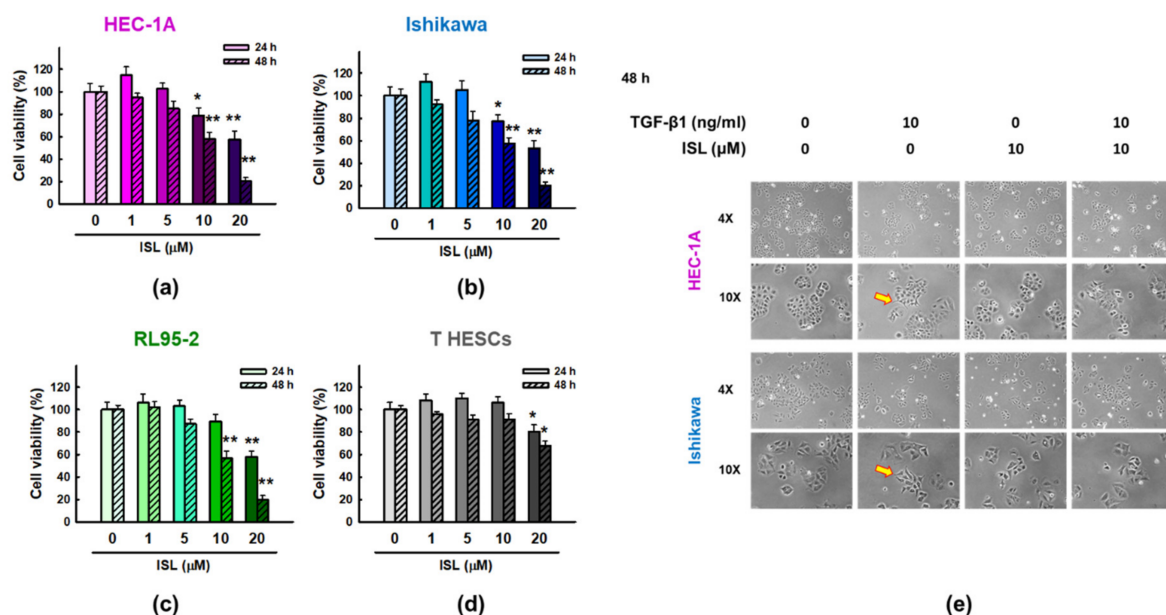 HEC-1A
24 h
48 h
Cell viability (%)
120
100
80
60
40
20
0
*
**
**
**
0 1 5 10 20
ISL (μM)
(a)
Ishikawa
24 h
48 h
Cell viability (%)
120
100
80
60
40
20
0
*
**
**
**
0 1 5 10 20
ISL (μM)
(b)
RL95-2
24 h
48 h
Cell viability (%)
120
100
80
60
40
20
0
**
**
**
0 1 5 10 20
ISL (μM)
(c)
T HESCs
24 h
48 h
Cell viability (%)
120
100
80
60
40
20
0
*
*
0 1 5 10 20
ISL (μM)
(d)
48 h
TGF-β1 (ng/ml) 0 10 0 10
ISL (μM) 0 0 10 10
HEC-1A
4X
10X
Ishikawa
4X
10X
(e)